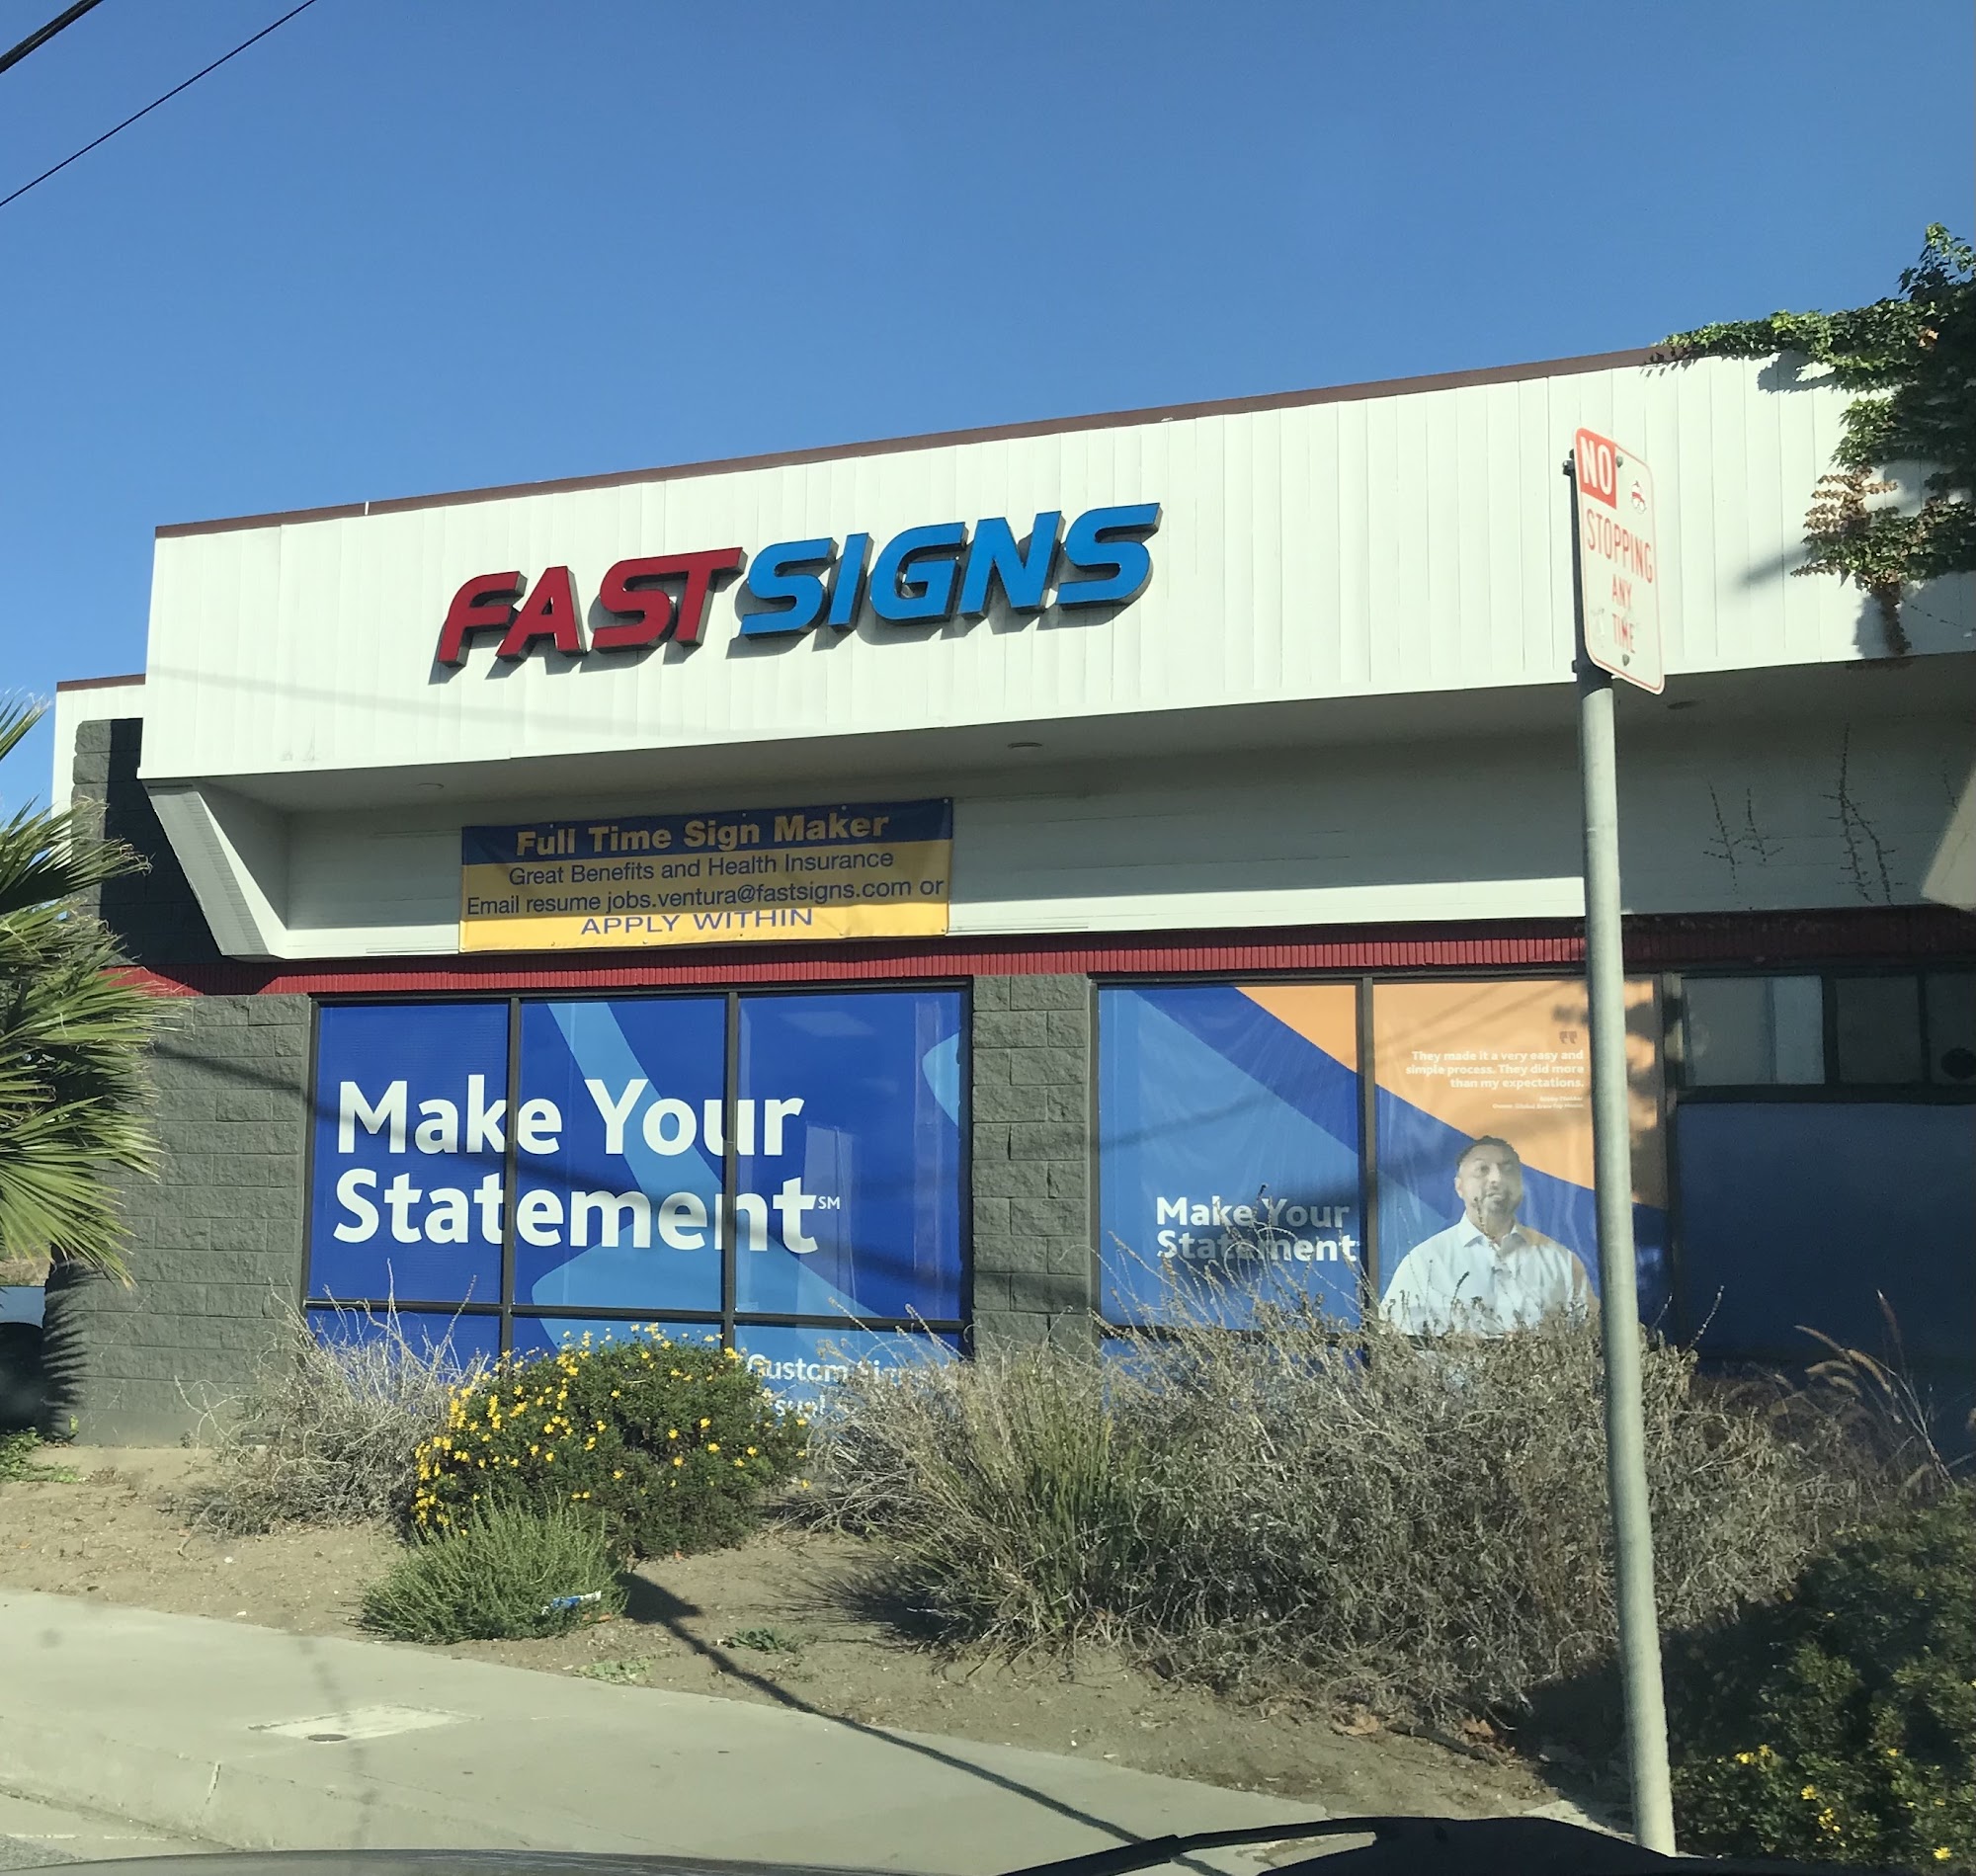 FASTSIGNS
NO
STOPPING
ANY
TIME
Full Time Sign Maker
Great Benefits and Health Insurance
Email resume jobs.ventura@fastsigns.com or
APPLY WITHIN
Make Your
Statement℠
They made it a very easy and
simple process. They did more
than my expectations.
Make Your
Statement
Custom